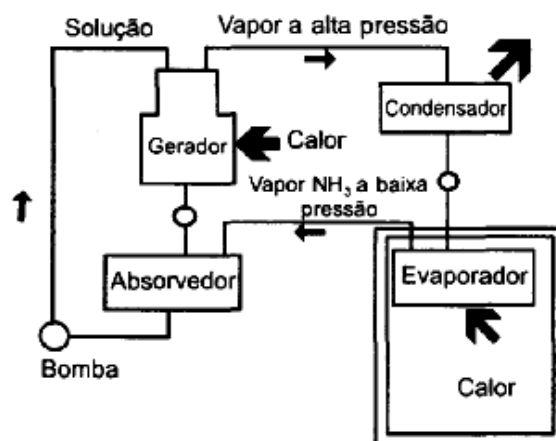 Solução
Vapor a alta pressão
Condensador
Gerador
Calor
Vapor NH₃ a baixa
pressão
Absorvedor
Evaporador
Bomba
Calor